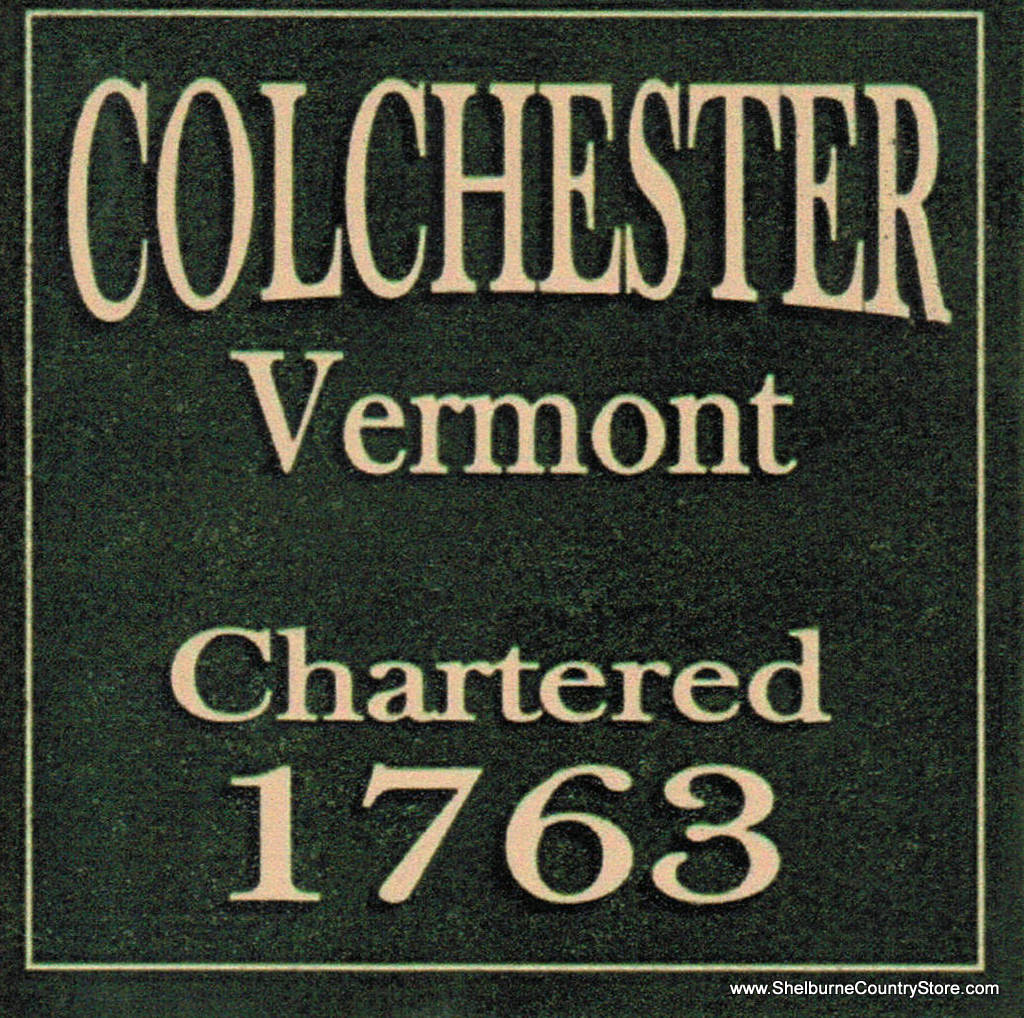 COLCHESTER
Vermont
Chartered
1763
www.ShelburneCountryStore.com